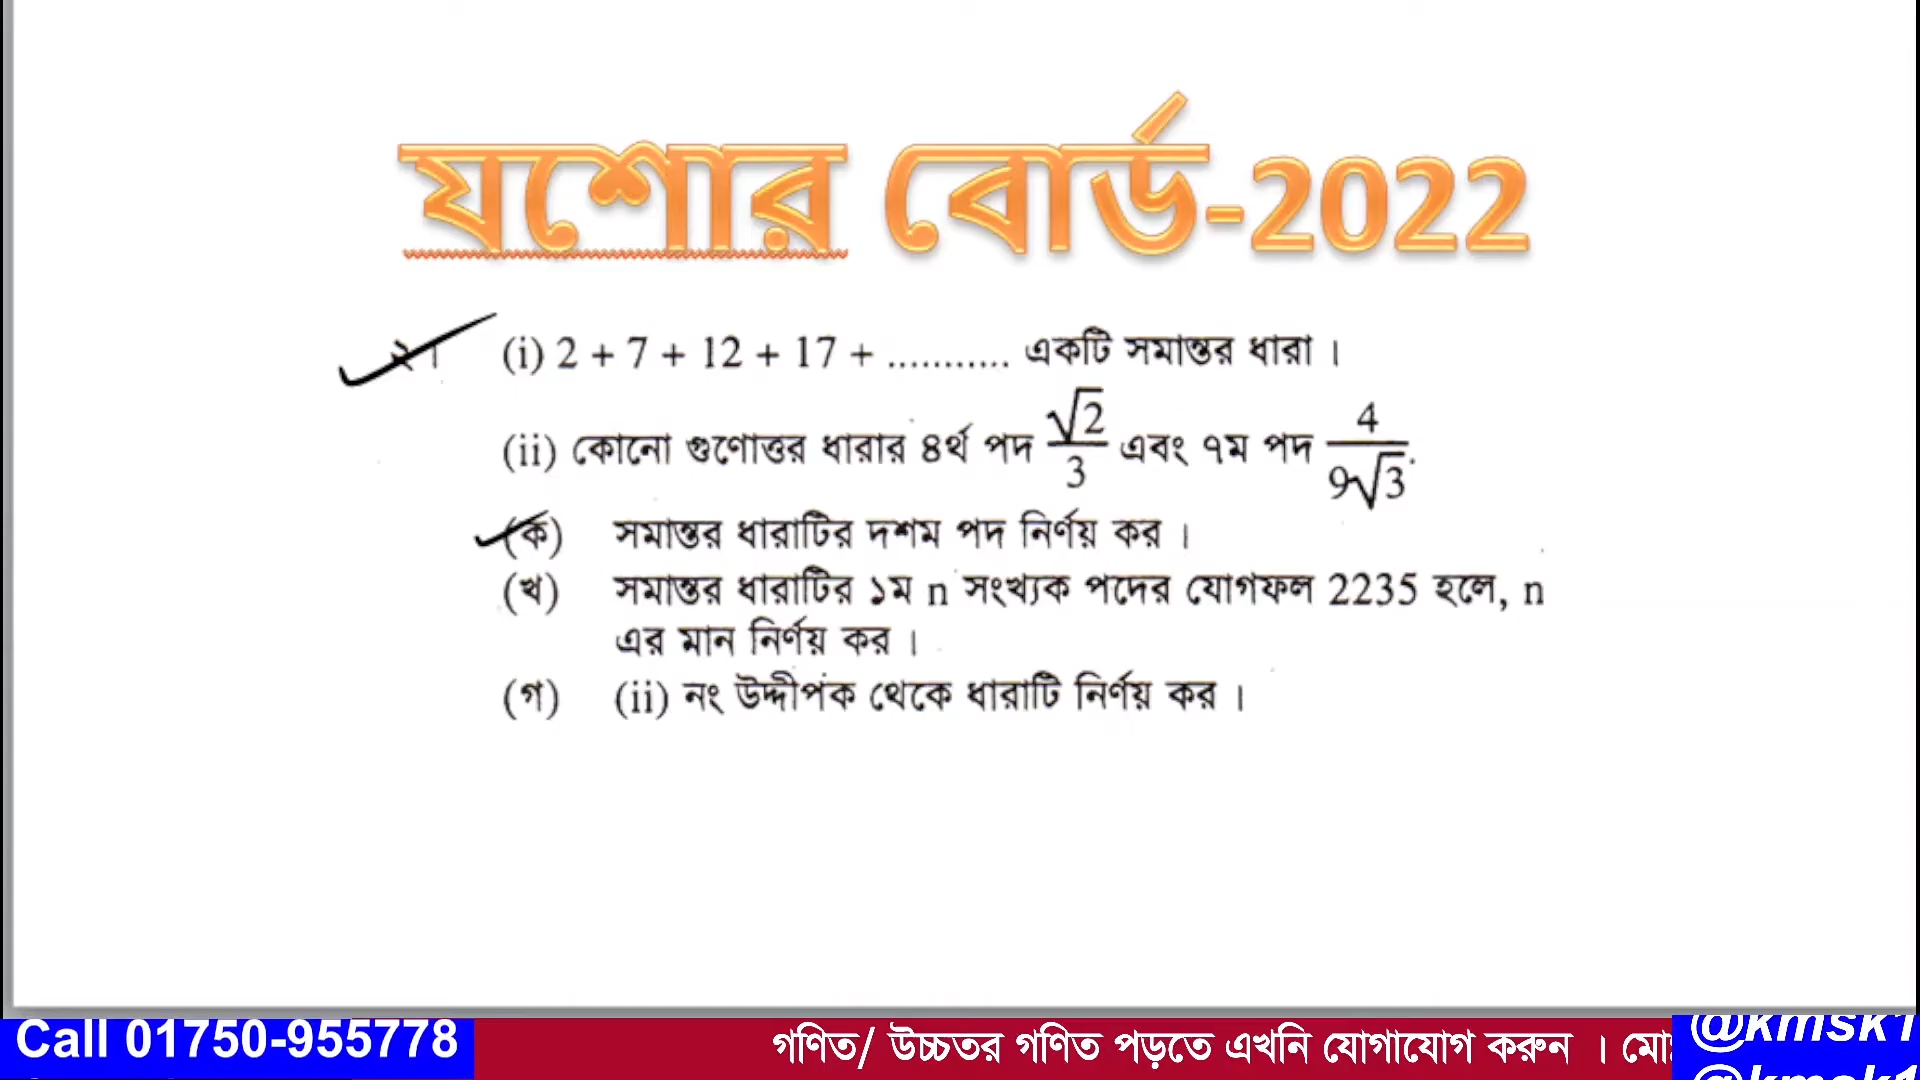 যশোর বোর্ড-2022
২। (i) 2 + 7 + 12 + 17 + ........... একটি সমান্তর ধারা ।
(ii) কোনো গুণোত্তর ধারার ৪র্থ পদ √2/3 এবং ৭ম পদ 4/9√3.
(ক) সমান্তর ধারাটির দশম পদ নির্ণয় কর ।
(খ) সমান্তর ধারাটির ১ম n সংখ্যক পদের যোগফল 2235 হলে, n
এর মান নির্ণয় কর ।
(গ) (ii) নং উদ্দীপক থেকে ধারাটি নির্ণয় কর ।
Call 01750-955778
গণিত/ উচ্চতর গণিত পড়তে এখনি যোগাযোগ করুন । মো
@kmsk1